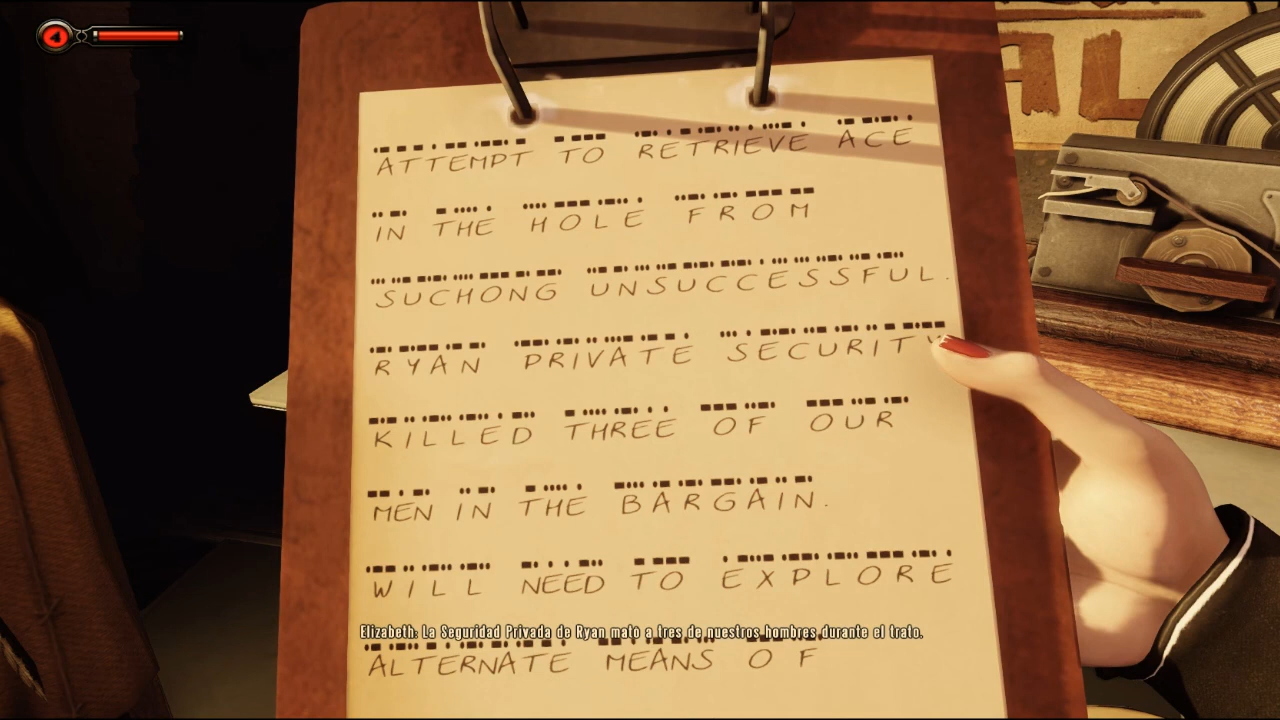 AL
ATTEMPT TO RETRIEVE ACE
IN THE HOLE FROM
SUCHONG UNSUCCESSFUL.
RYAN PRIVATE SECURITY
KILLED THREE OF OUR
MEN IN THE BARGAIN.
WILL NEED TO EXPLORE
Elizabeth: La Seguridad Privada de Ryan mató a tres de nuestros hombres durante el trato.
ALTERNATE MEANS OF